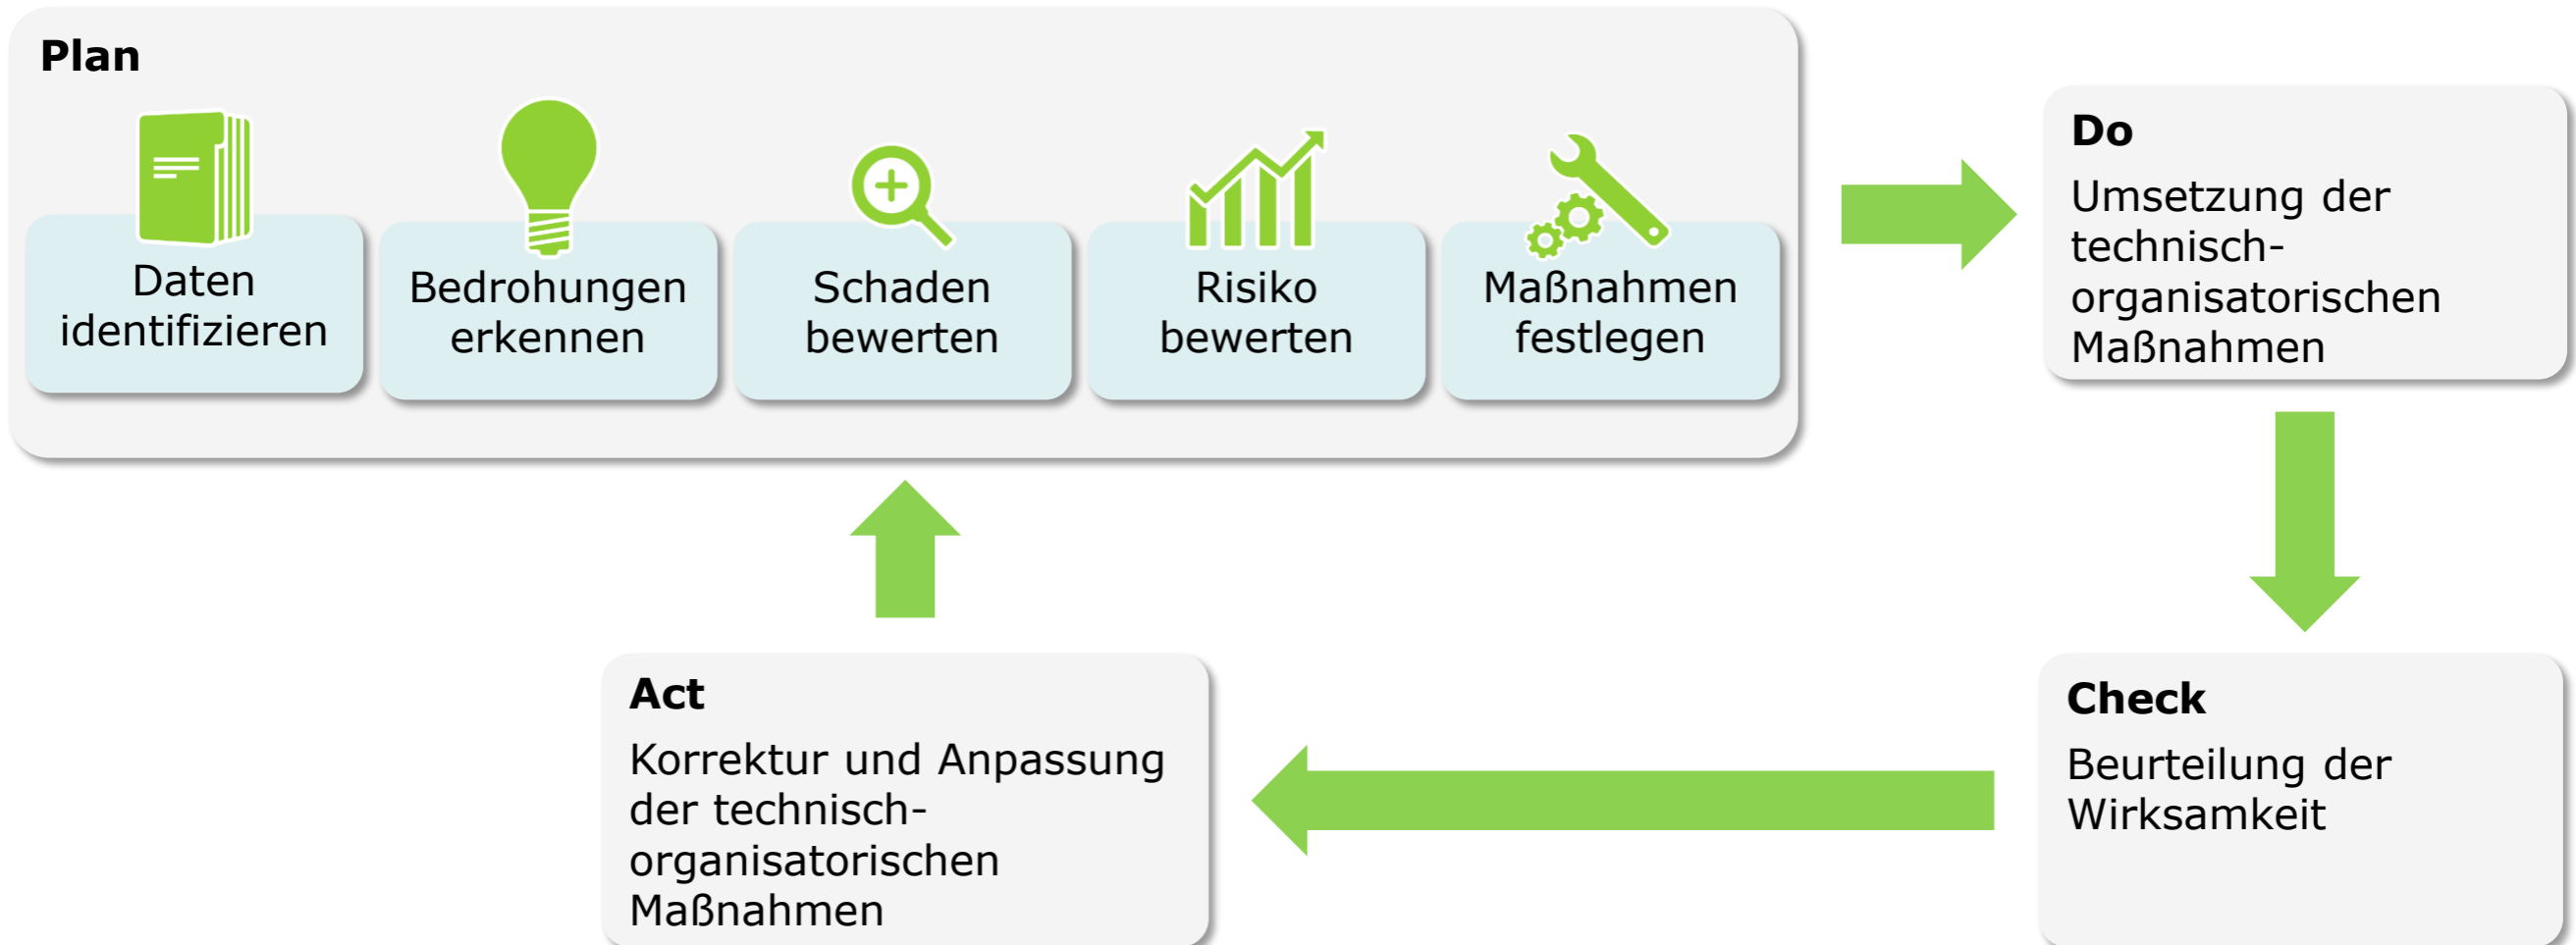 Plan
Daten
identifizieren
Bedrohungen
erkennen
Schaden
bewerten
Risiko
bewerten
Maßnahmen
festlegen
Do
Umsetzung der
technisch-
organisatorischen
Maßnahmen
Check
Beurteilung der
Wirksamkeit
Act
Korrektur und Anpassung
der technisch-
organisatorischen
Maßnahmen